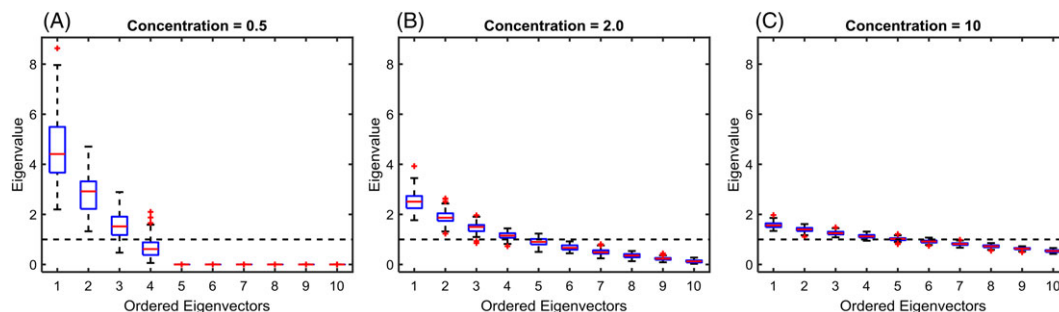 (A) Concentration = 0.5
Eigenvalue
8
6
4
2
0
1 2 3 4 5 6 7 8 9 10
Ordered Eigenvectors
(B) Concentration = 2.0
Eigenvalue
8
6
4
2
0
1 2 3 4 5 6 7 8 9 10
Ordered Eigenvectors
(C) Concentration = 10
Eigenvalue
8
6
4
2
0
1 2 3 4 5 6 7 8 9 10
Ordered Eigenvectors